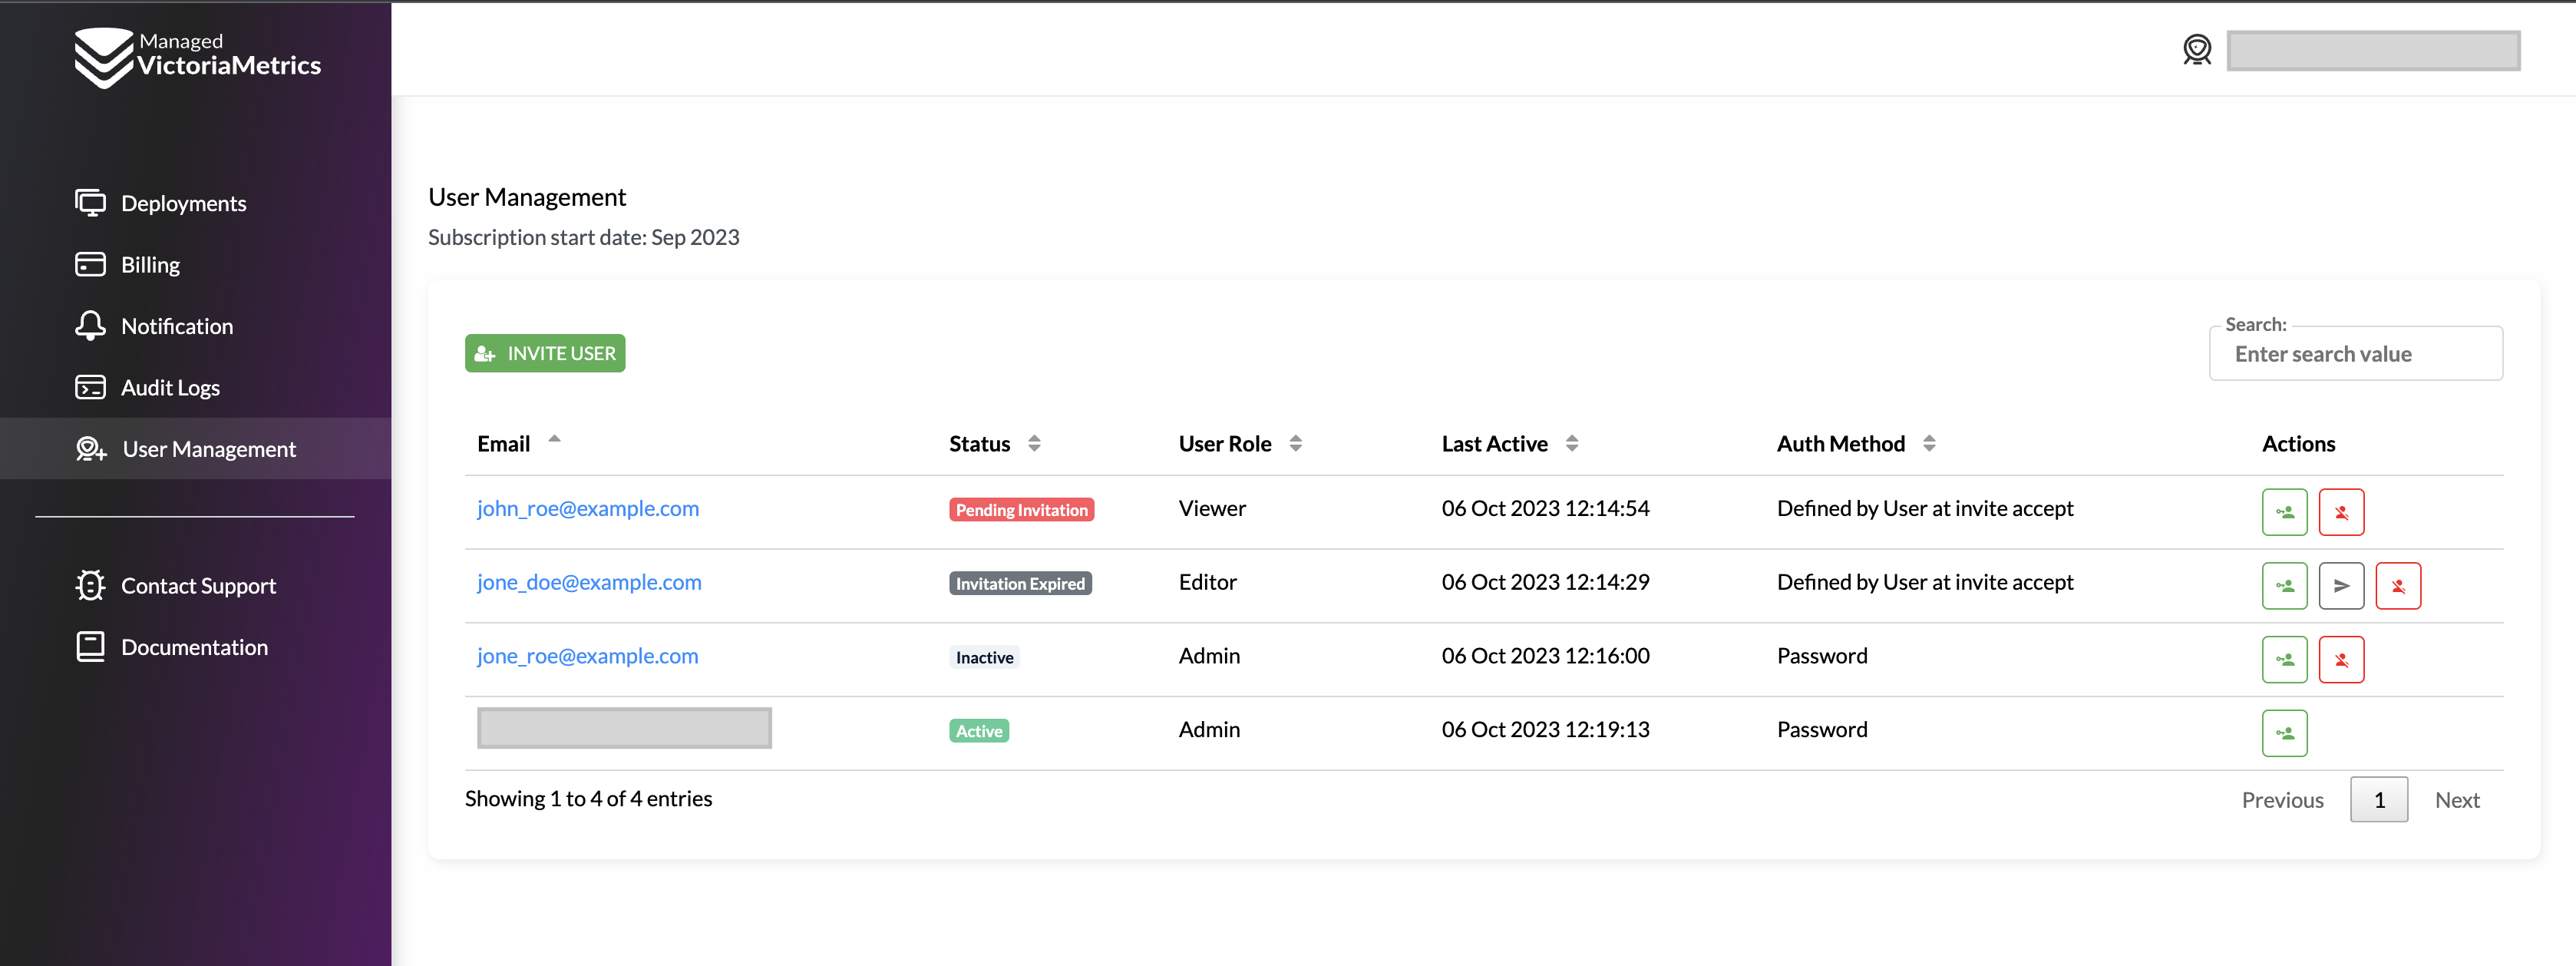 Managed
VictoriaMetrics
Deployments
Billing
Notification
Audit Logs
User Management
Contact Support
Documentation
User Management
Subscription start date: Sep 2023
INVITE USER
Search:
Enter search value
Email Status User Role Last Active Auth Method Actions
john_roe@example.com Pending Invitation Viewer 06 Oct 2023 12:14:54 Defined by User at invite accept
jone_doe@example.com Invitation Expired Editor 06 Oct 2023 12:14:29 Defined by User at invite accept
jone_roe@example.com Inactive Admin 06 Oct 2023 12:16:00 Password
Active Admin 06 Oct 2023 12:19:13 Password
Showing 1 to 4 of 4 entries
Previous 1 Next